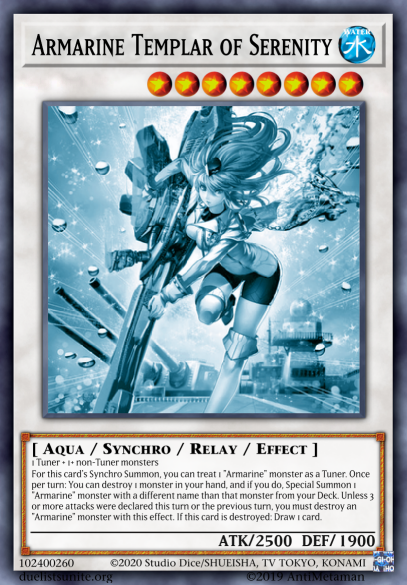 ARMARINE TEMPLAR OF SERENITY
WATER
水
[ AQUA / SYNCHRO / RELAY / EFFECT ]
1 Tuner + 1+ non-Tuner monsters
For this card's Synchro Summon, you can treat 1 "Armarine" monster as a Tuner. Once
per turn: You can destroy 1 monster in your hand, and if you do, Special Summon 1
"Armarine" monster with a different name than that monster from your Deck. Unless 3
or more attacks were declared this turn or the previous turn, you must destroy an
"Armarine" monster with this effect. If this card is destroyed: Draw 1 card.
ATK/2500 DEF/1900
102400260 ©2020 Studio Dice/SHUEISHA, TV TOKYO, KONAMI
duelistsunite.org ©2019 AntiMetaman